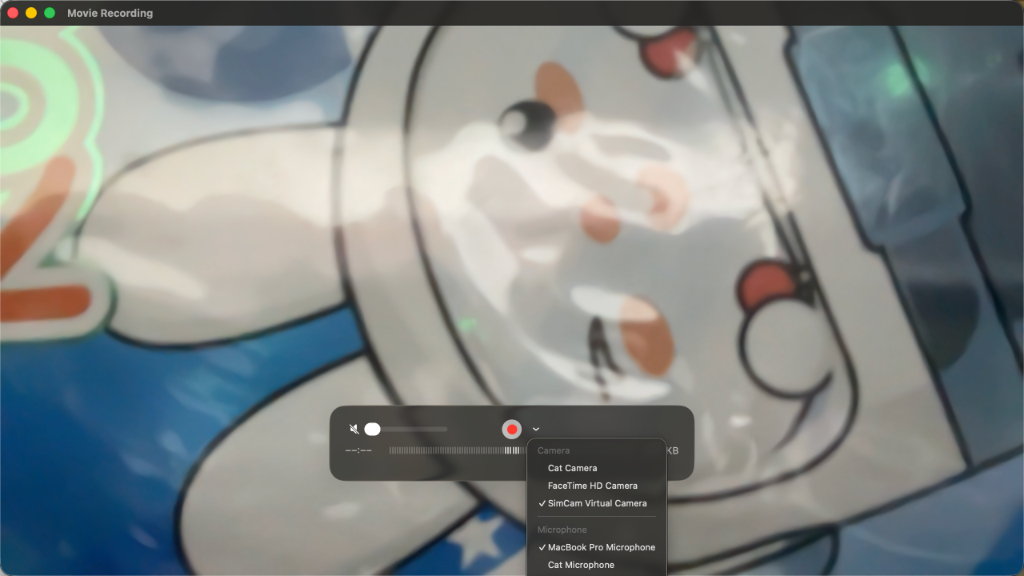 Movie Recording
--:--
KB
Camera
Cat Camera
FaceTime HD Camera
✓ SimCam Virtual Camera
Microphone
✓ MacBook Pro Microphone
Cat Microphone